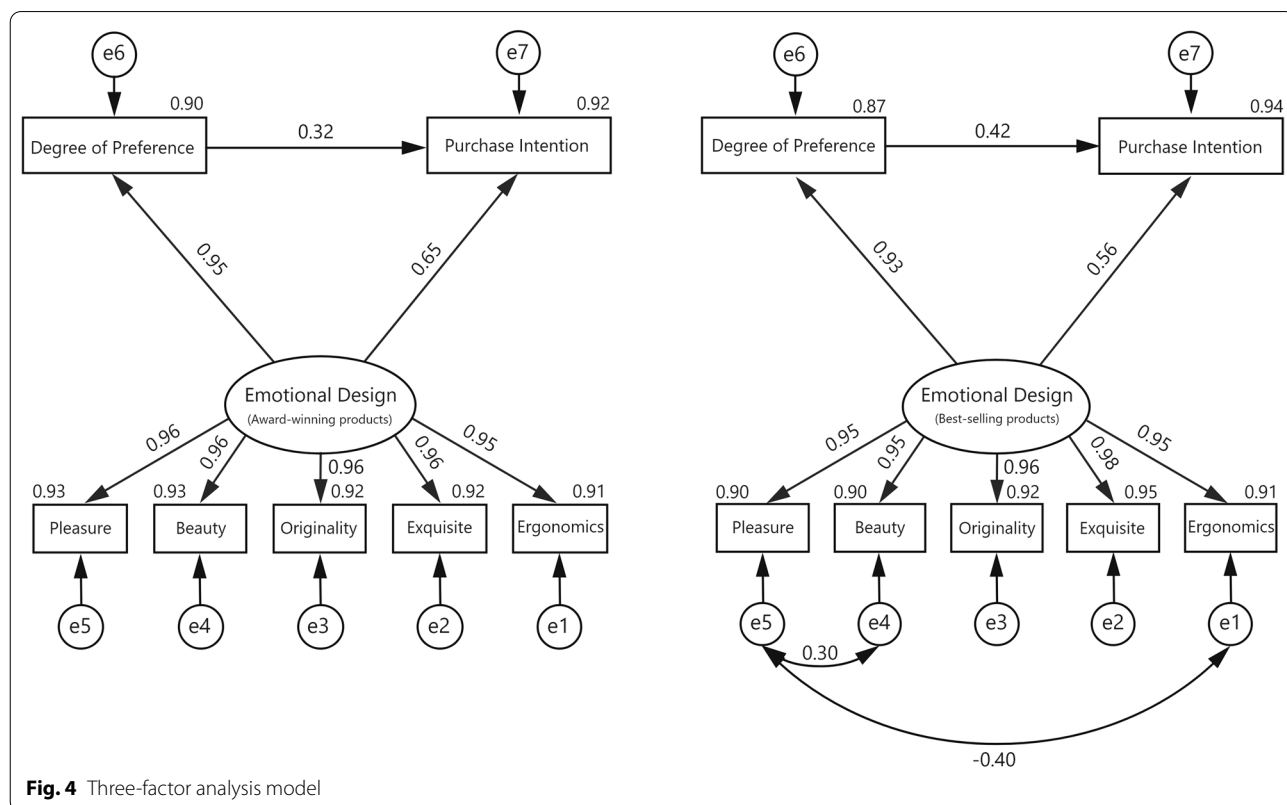 e6
e7
0.90
0.92
Degree of Preference
0.32
Purchase Intention
0.95
0.65
Emotional Design
(Award-winning products)
0.96
0.96
0.96
0.96
0.95
0.93
0.93
0.92
0.92
0.91
Pleasure
Beauty
Originality
Exquisite
Ergonomics
e5
e4
e3
e2
e1
e6
e7
0.87
0.94
Degree of Preference
0.42
Purchase Intention
0.93
0.56
Emotional Design
(Best-selling products)
0.95
0.95
0.96
0.98
0.95
0.90
0.90
0.92
0.95
0.91
Pleasure
Beauty
Originality
Exquisite
Ergonomics
e5
e4
e3
e2
e1
0.30
-0.40
Fig. 4 Three-factor analysis model